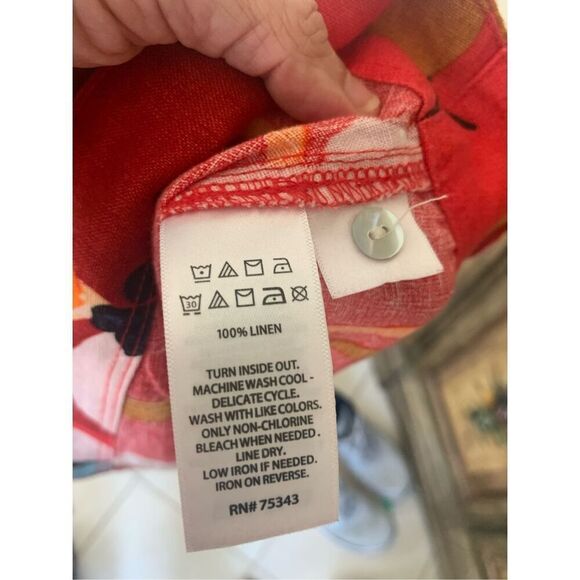 30
100% LINEN
TURN INSIDE OUT.
MACHINE WASH COOL -
DELICATE CYCLE.
WASH WITH LIKE COLORS.
ONLY NON-CHLORINE
BLEACH WHEN NEEDED.
LINE DRY.
LOW IRON IF NEEDED.
IRON ON REVERSE.
RN# 75343